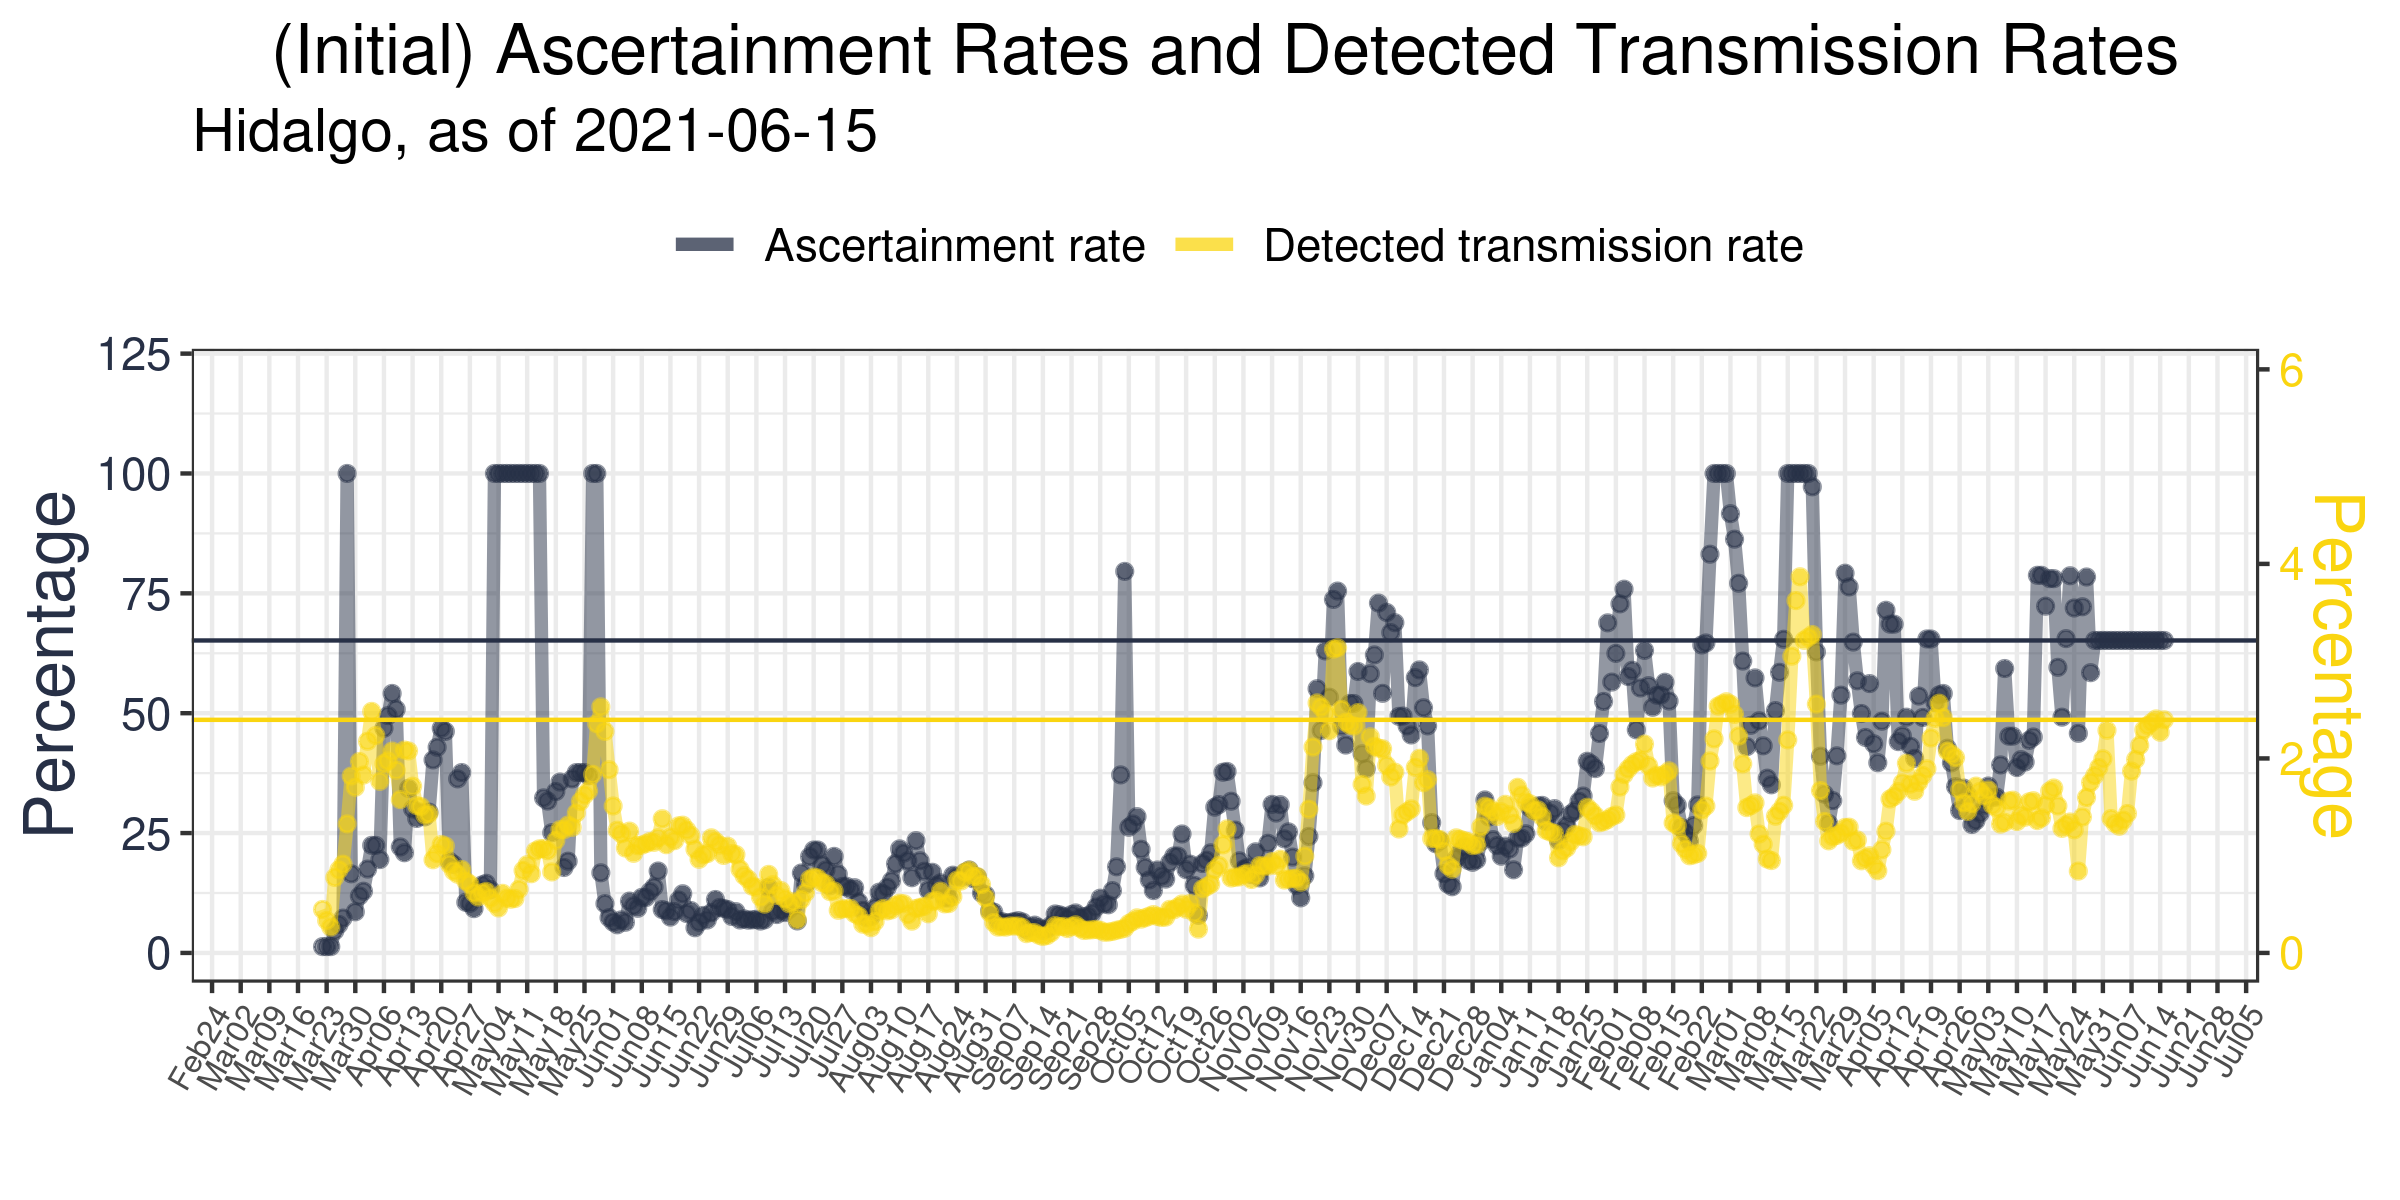 (Initial) Ascertainment Rates and Detected Transmission Rates
Hidalgo, as of 2021-06-15
Ascertainment rate
Detected transmission rate
Percentage
125
100
75
50
25
0
6
4
2
0
Percentage
Feb24
Mar02
Mar09
Mar16
Mar23
Mar30
Apr06
Apr13
Apr20
Apr27
May04
May11
May18
May25
Jun01
Jun08
Jun15
Jun22
Jun29
Jul06
Jul13
Jul20
Jul27
Aug03
Aug10
Aug17
Aug24
Aug31
Sep07
Sep14
Sep21
Sep28
Oct05
Oct12
Oct19
Oct26
Nov02
Nov09
Nov16
Nov23
Nov30
Dec07
Dec14
Dec21
Dec28
Jan04
Jan11
Jan18
Jan25
Feb01
Feb08
Feb15
Feb22
Mar01
Mar08
Mar15
Mar22
Mar29
Apr05
Apr12
Apr19
Apr26
May03
May10
May17
May24
May31
Jun07
Jun14
Jun21
Jun28
Jul05